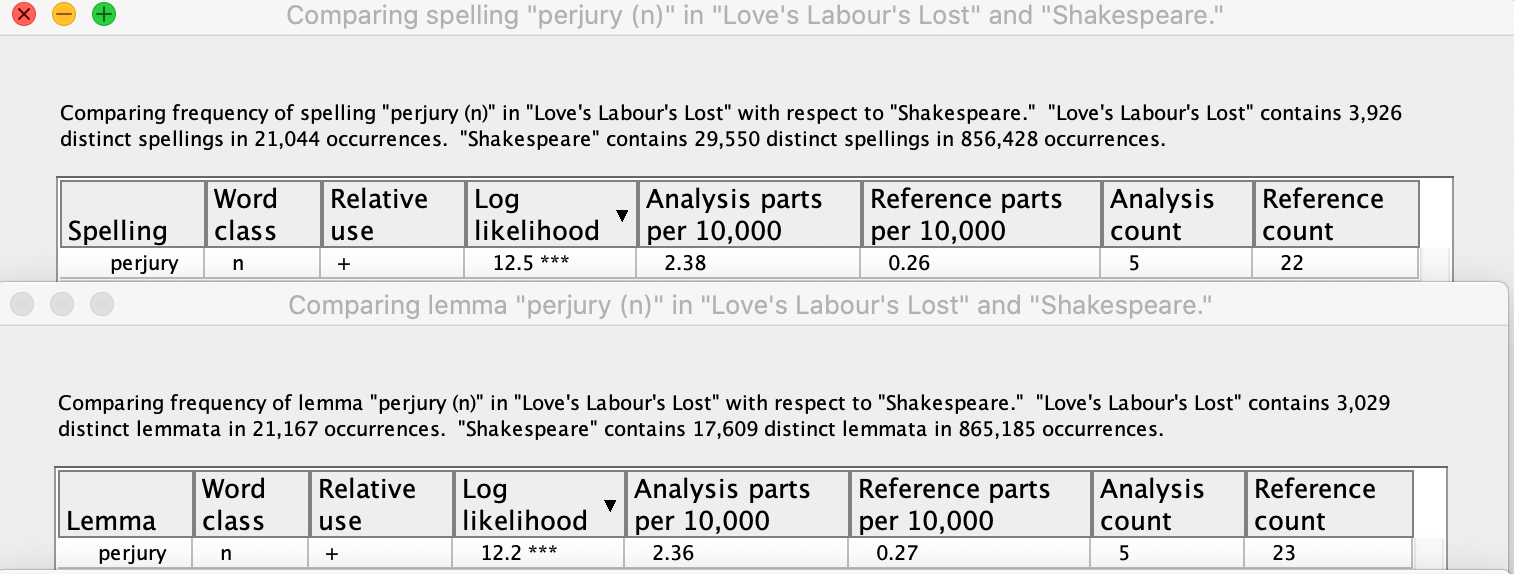 Comparing spelling "perjury (n)" in "Love's Labour's Lost" and "Shakespeare."
Comparing frequency of spelling "perjury (n)" in "Love's Labour's Lost" with respect to "Shakespeare."  "Love's Labour's Lost" contains 3,926
distinct spellings in 21,044 occurrences.  "Shakespeare" contains 29,550 distinct spellings in 856,428 occurrences.
Spelling Word class Relative use Log likelihood ▼ Analysis parts per 10,000 Reference parts per 10,000 Analysis count Reference count
perjury n + 12.5 *** 2.38 0.26 5 22
Comparing lemma "perjury (n)" in "Love's Labour's Lost" and "Shakespeare."
Comparing frequency of lemma "perjury (n)" in "Love's Labour's Lost" with respect to "Shakespeare."  "Love's Labour's Lost" contains 3,029
distinct lemmata in 21,167 occurrences.  "Shakespeare" contains 17,609 distinct lemmata in 865,185 occurrences.
Lemma Word class Relative use Log likelihood ▼ Analysis parts per 10,000 Reference parts per 10,000 Analysis count Reference count
perjury n + 12.2 *** 2.36 0.27 5 23